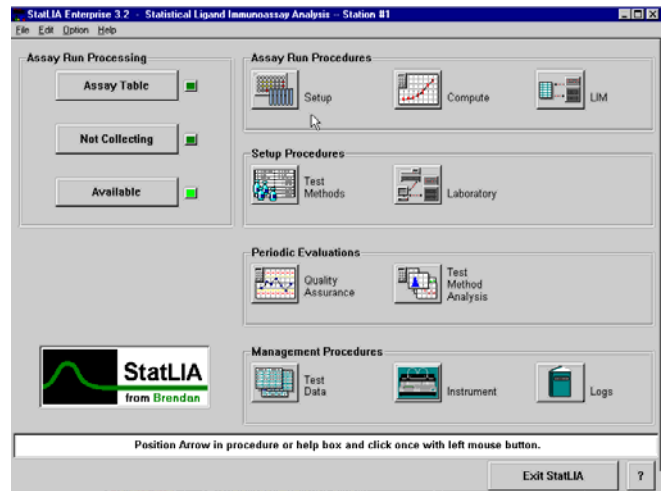 StatLIA Enterprise 3.2 - Statistical Ligand Immunoassay Analysis -- Station #1
File Edit Option Help
Assay Run Processing
Assay Table
Not Collecting
Available
Assay Run Procedures
Setup
Compute
LIM
Setup Procedures
Test
Methods
Laboratory
Periodic Evaluations
Quality
Assurance
Test
Method
Analysis
Management Procedures
Test
Data
Instrument
Logs
StatLIA
from Brendan
Position Arrow in procedure or help box and click once with left mouse button.
Exit StatLIA
?